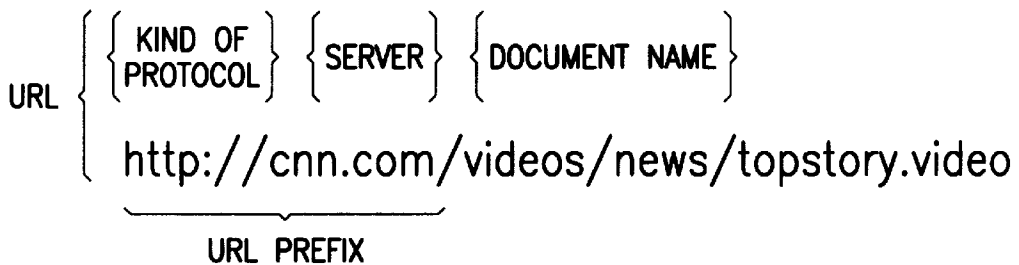 KIND OF PROTOCOL SERVER DOCUMENT NAME
URL
http://cnn.com/videos/news/topstory.video
URL PREFIX